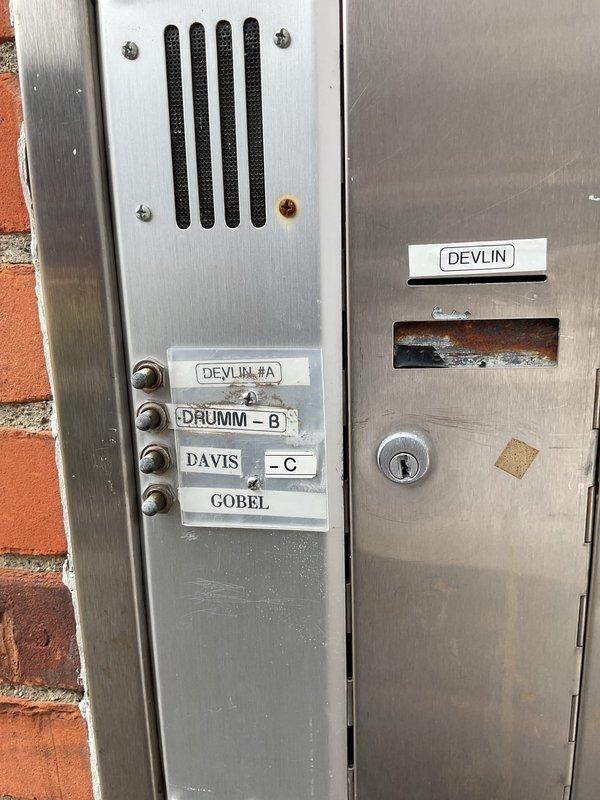 DEVLIN
DEVLIN #A
DRUMM - B
DAVIS - C
GOBEL